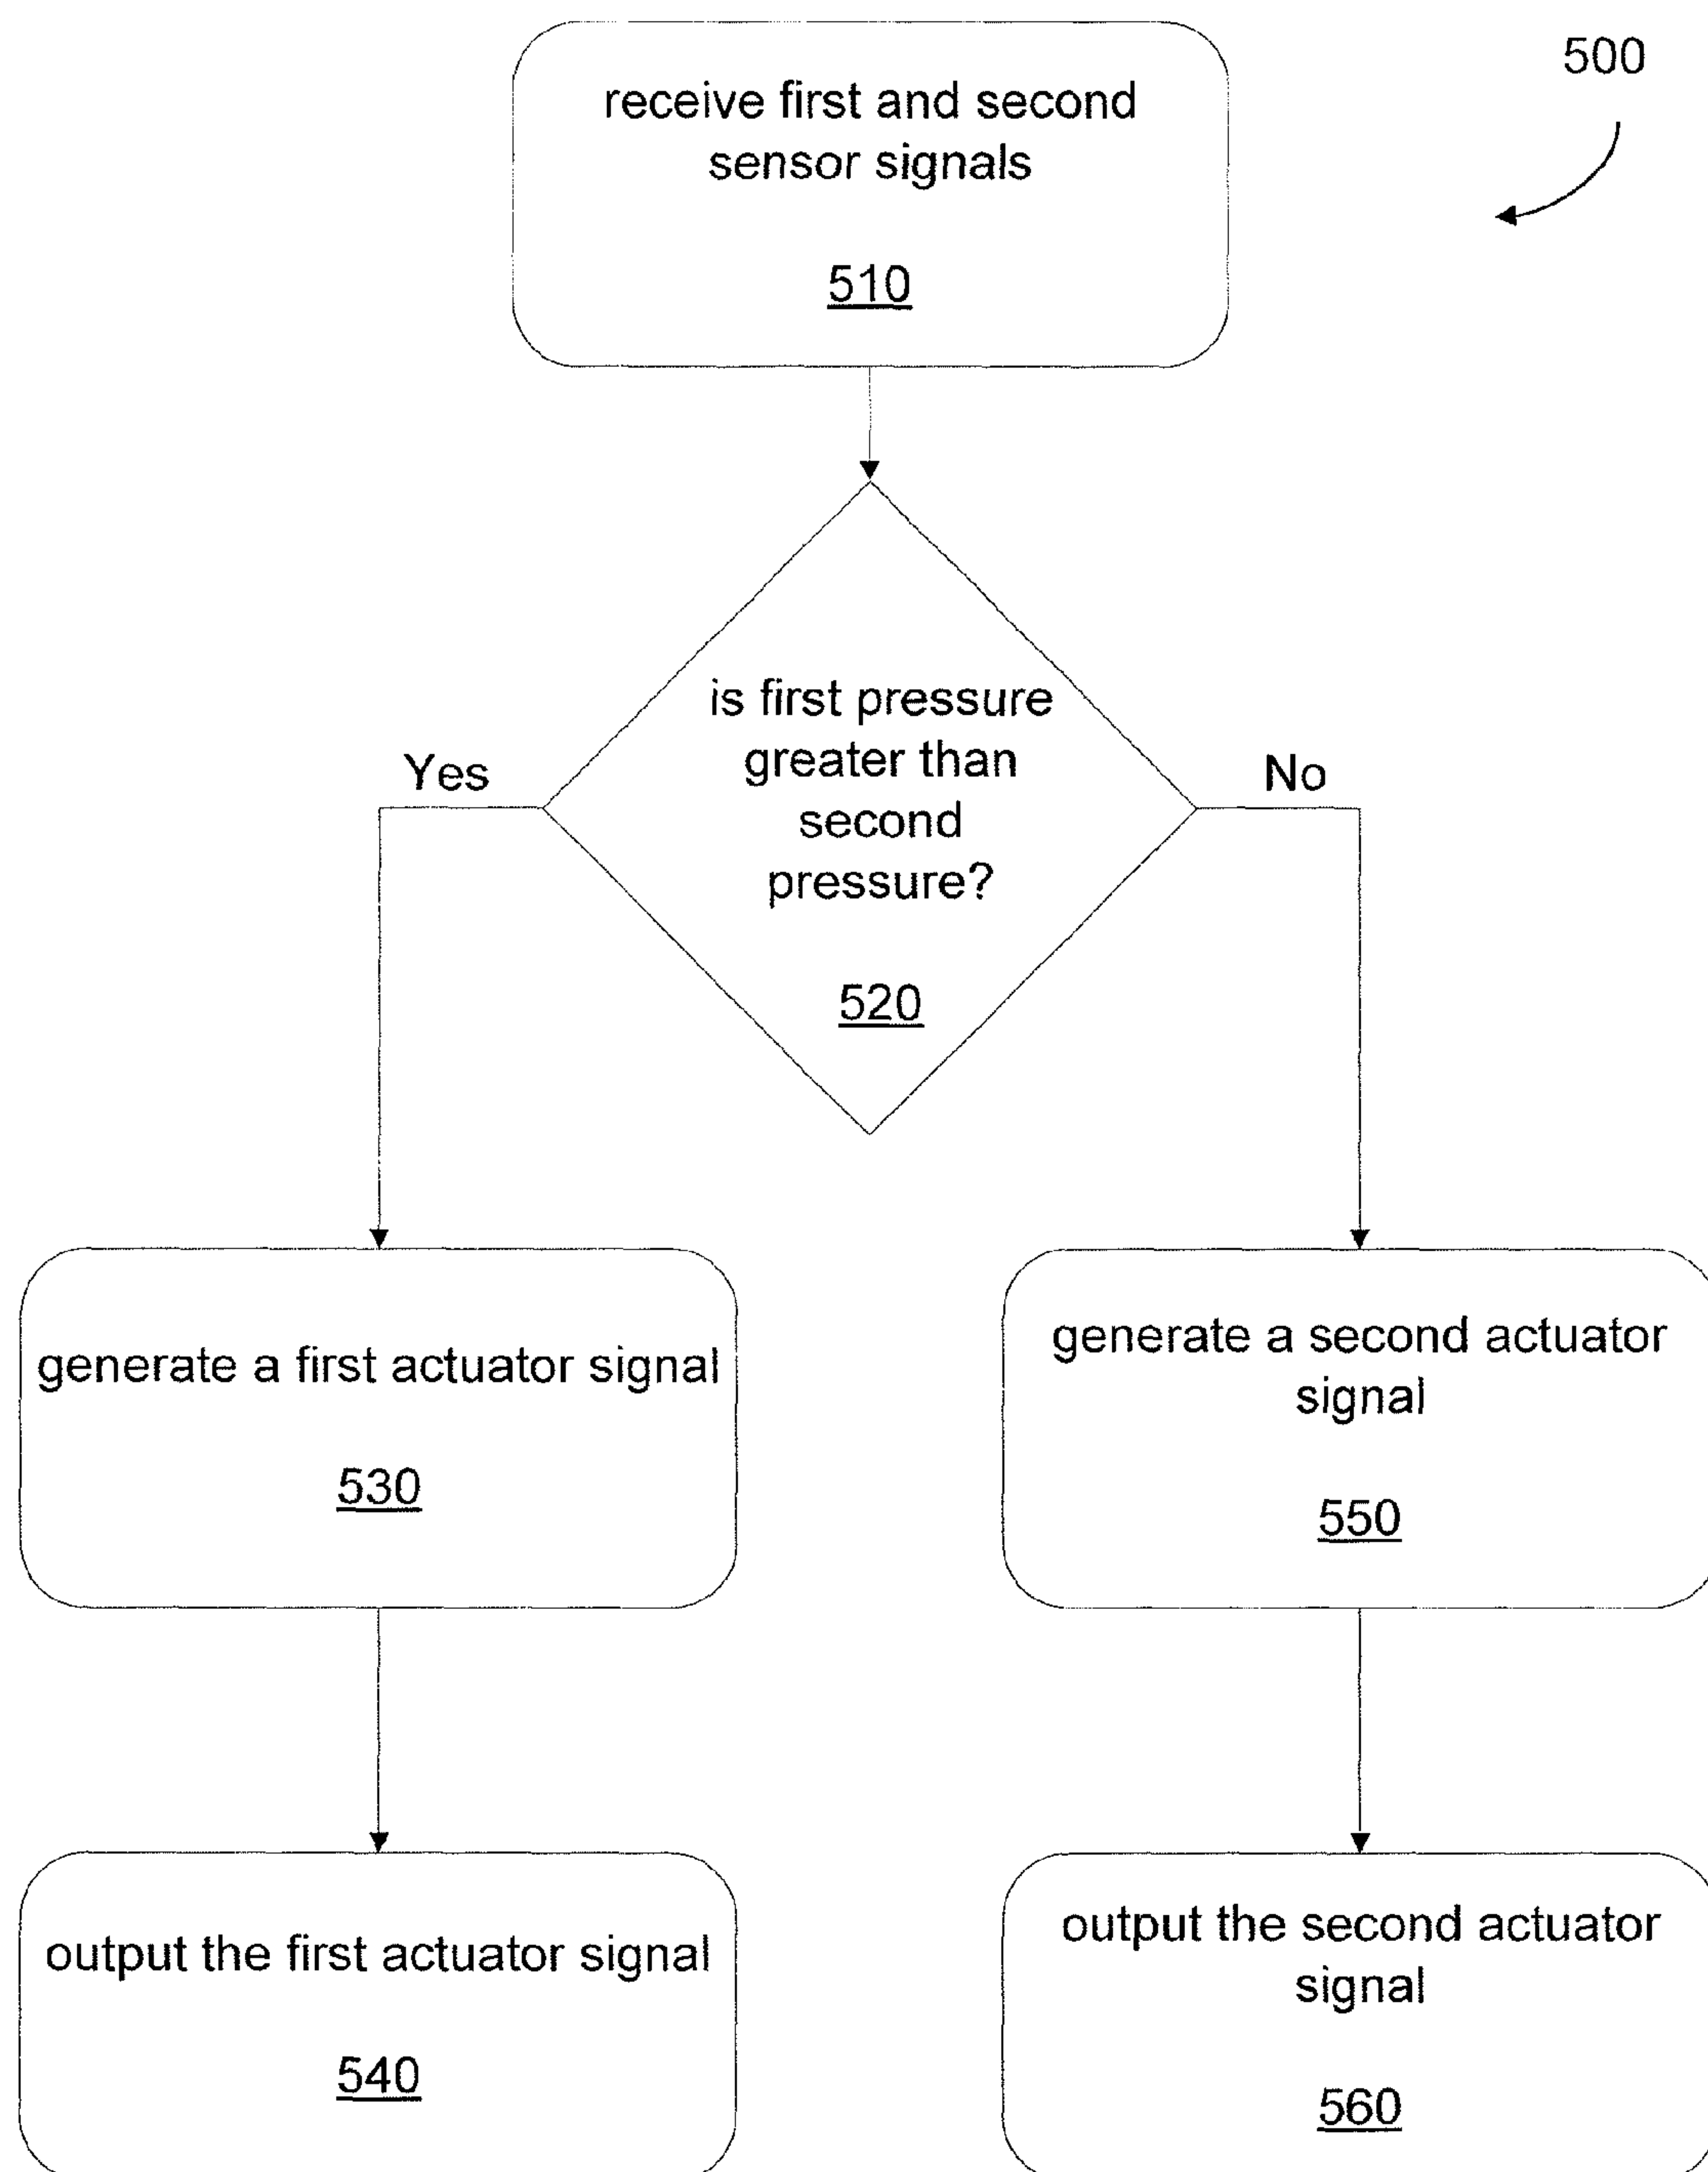 500
receive first and second
sensor signals
510
is first pressure
greater than
second
pressure?
520
Yes
No
generate a first actuator signal
530
generate a second actuator
signal
550
output the first actuator signal
540
output the second actuator
signal
560